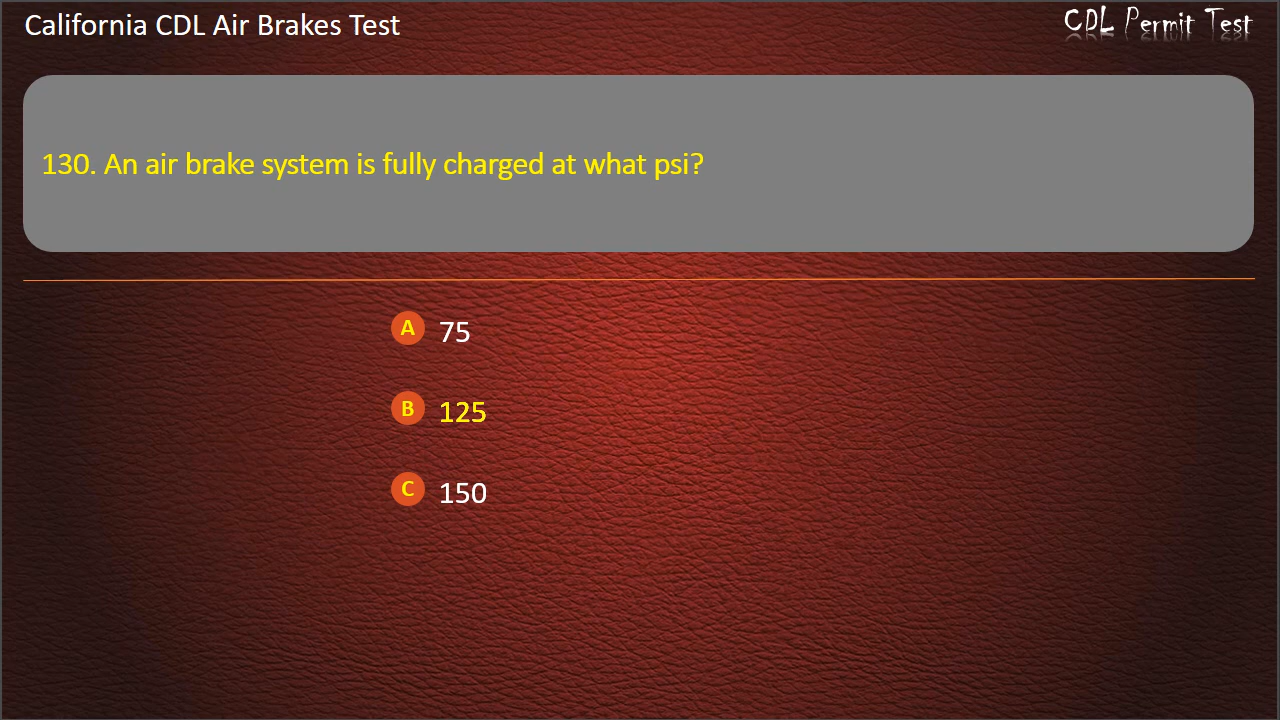 California CDL Air Brakes Test
CDL Permit Test
130. An air brake system is fully charged at what psi?
A 75
B 125
C 150